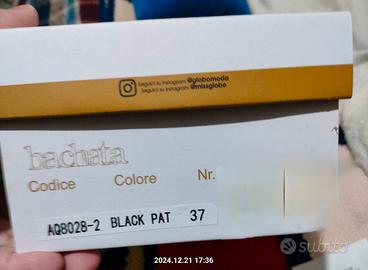 Seguici su Instagram @globomoda
Seguici su Instagram @missglobo
bachata
Codice Colore Nr.
AQ8028-2 BLACK PAT 37
2024.12.21 17:36
subito